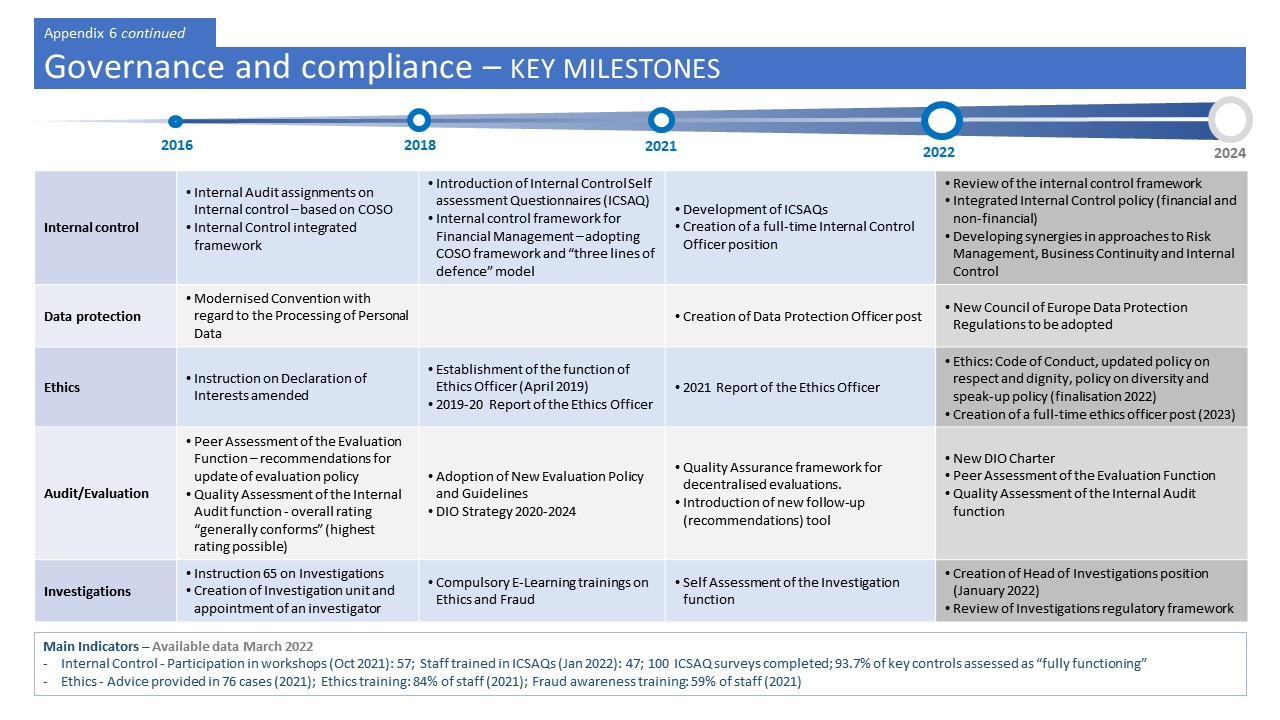 Appendix 6 continued
Governance and compliance – KEY MILESTONES
2016
2018
2021
2022
2024
Internal control
• Internal Audit assignments on
Internal control – based on COSO
• Internal Control integrated
framework
• Introduction of Internal Control Self
assessment Questionnaires (ICSAQ)
• Internal control framework for
Financial Management – adopting
COSO framework and “three lines of
defence” model
• Development of ICSAQs
• Creation of a full-time Internal Control
Officer position
• Review of the internal control framework
• Integrated Internal Control policy (financial and
non-financial)
• Developing synergies in approaches to Risk
Management, Business Continuity and Internal
Control
Data protection
• Modernised Convention with
regard to the Processing of Personal
Data
• Creation of Data Protection Officer post
• New Council of Europe Data Protection
Regulations to be adopted
Ethics
• Instruction on Declaration of
Interests amended
• Establishment of the function of
Ethics Officer (April 2019)
• 2019-20 Report of the Ethics Officer
• 2021 Report of the Ethics Officer
• Ethics: Code of Conduct, updated policy on
respect and dignity, policy on diversity and
speak-up policy (finalisation 2022)
• Creation of a full-time ethics officer post (2023)
Audit/Evaluation
• Peer Assessment of the Evaluation
Function – recommendations for
update of evaluation policy
• Quality Assessment of the Internal
Audit function - overall rating
“generally conforms” (highest
rating possible)
• Adoption of New Evaluation Policy
and Guidelines
• DIO Strategy 2020-2024
• Quality Assurance framework for
decentralised evaluations.
• Introduction of new follow-up
(recommendations) tool
• New DIO Charter
• Peer Assessment of the Evaluation Function
• Quality Assessment of the Internal Audit
function
Investigations
• Instruction 65 on Investigations
• Creation of Investigation unit and
appointment of an investigator
• Compulsory E-Learning trainings on
Ethics and Fraud
• Self Assessment of the Investigation
function
• Creation of Head of Investigations position
(January 2022)
• Review of Investigations regulatory framework
Main Indicators – Available data March 2022
- Internal Control - Participation in workshops (Oct 2021): 57; Staff trained in ICSAQs (Jan 2022): 47; 100 ICSAQ surveys completed; 93.7% of key controls assessed as “fully functioning”
- Ethics - Advice provided in 76 cases (2021); Ethics training: 84% of staff (2021); Fraud awareness training: 59% of staff (2021)